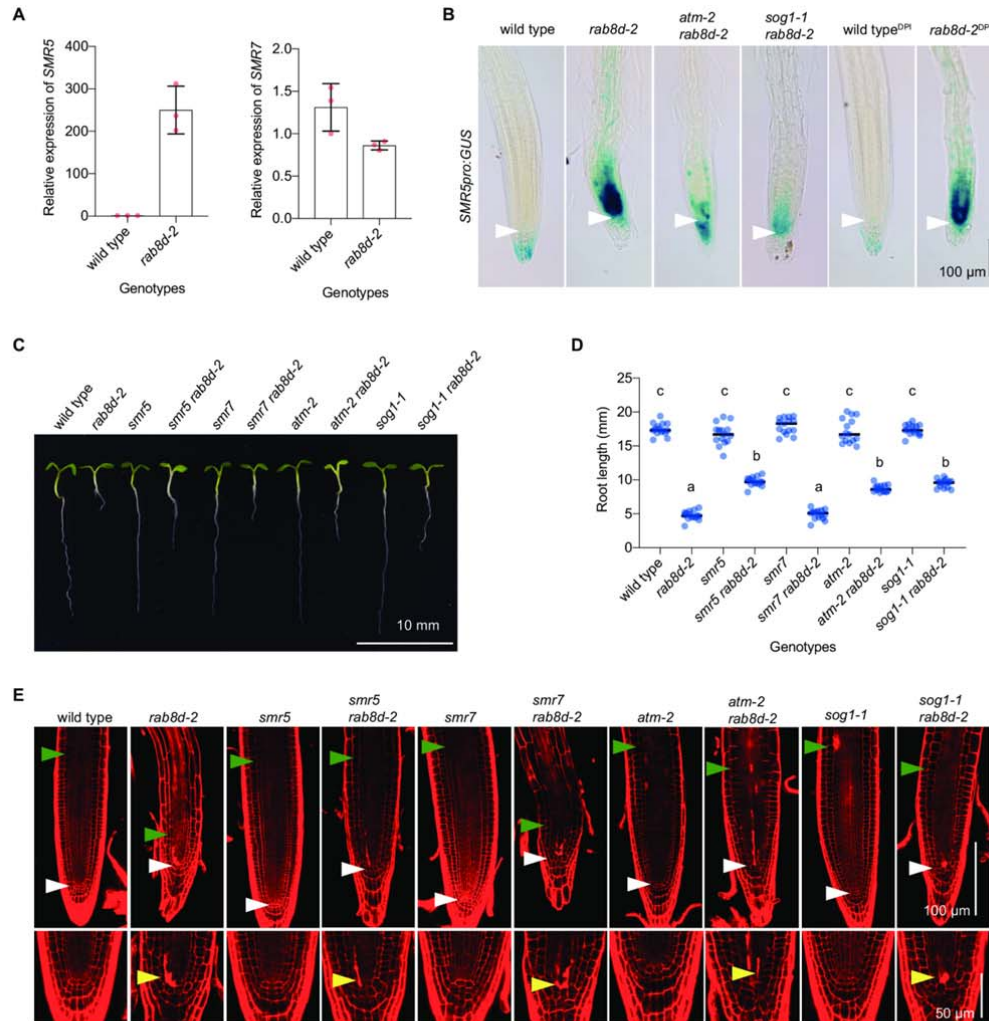 A
Relative expression of SMR5
400
300
200
100
0
wild type
rab8d-2
Genotypes
Relative expression of SMR7
2.0
1.5
1.0
0.5
0.0
wild type
rab8d-2
Genotypes
B
SMR5pro:GUS
wild type
rab8d-2
atm-2
rab8d-2
sog1-1
rab8d-2
wild typeDPI
rab8d-2DP
100 µm
C
wild type
rab8d-2
smr5
smr5 rab8d-2
smr7
smr7 rab8d-2
atm-2
atm-2 rab8d-2
sog1-1
sog1-1 rab8d-2
10 mm
D
Root length (mm)
25
20
15
10
5
0
c
a
c
b
c
a
c
b
c
b
wild type
rab8d-2
smr5
smr5 rab8d-2
smr7
smr7 rab8d-2
atm-2
atm-2 rab8d-2
sog1-1
sog1-1 rab8d-2
Genotypes
E
wild type
rab8d-2
smr5
smr5
rab8d-2
smr7
smr7
rab8d-2
atm-2
atm-2
rab8d-2
sog1-1
sog1-1
rab8d-2
100 µm
50 µm